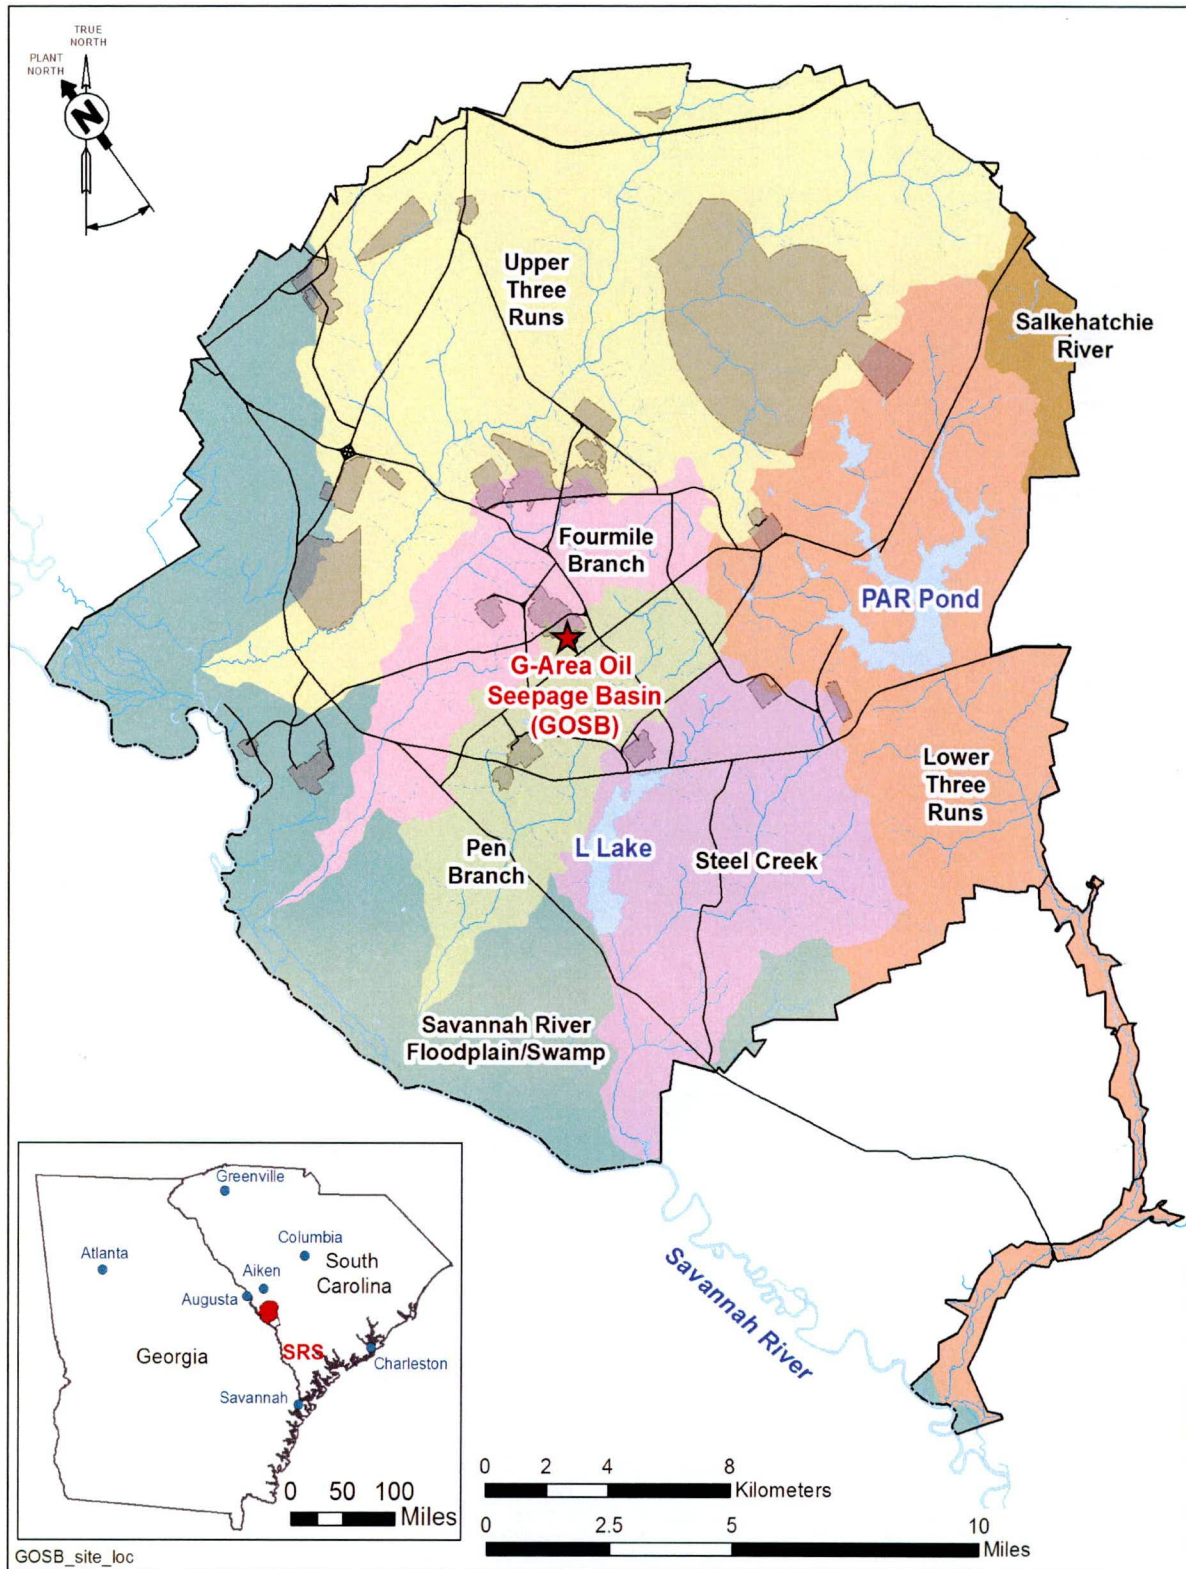 TRUE
NORTH
PLANT
NORTH
N
Upper
Three
Runs
Salkehatchie
River
Fourmile
Branch
PAR Pond
G-Area Oil
Seepage Basin
(GOSB)
Lower
Three
Runs
Pen
Branch
L Lake
Steel Creek
Savannah River
Floodplain/Swamp
Savannah River
Greenville
Columbia
Atlanta
South
Carolina
Aiken
Augusta
Georgia
SRS
Charleston
Savannah
0 50 100
Miles
0 2 4 8
Kilometers
0 2.5 5 10
Miles
GOSB_site_loc